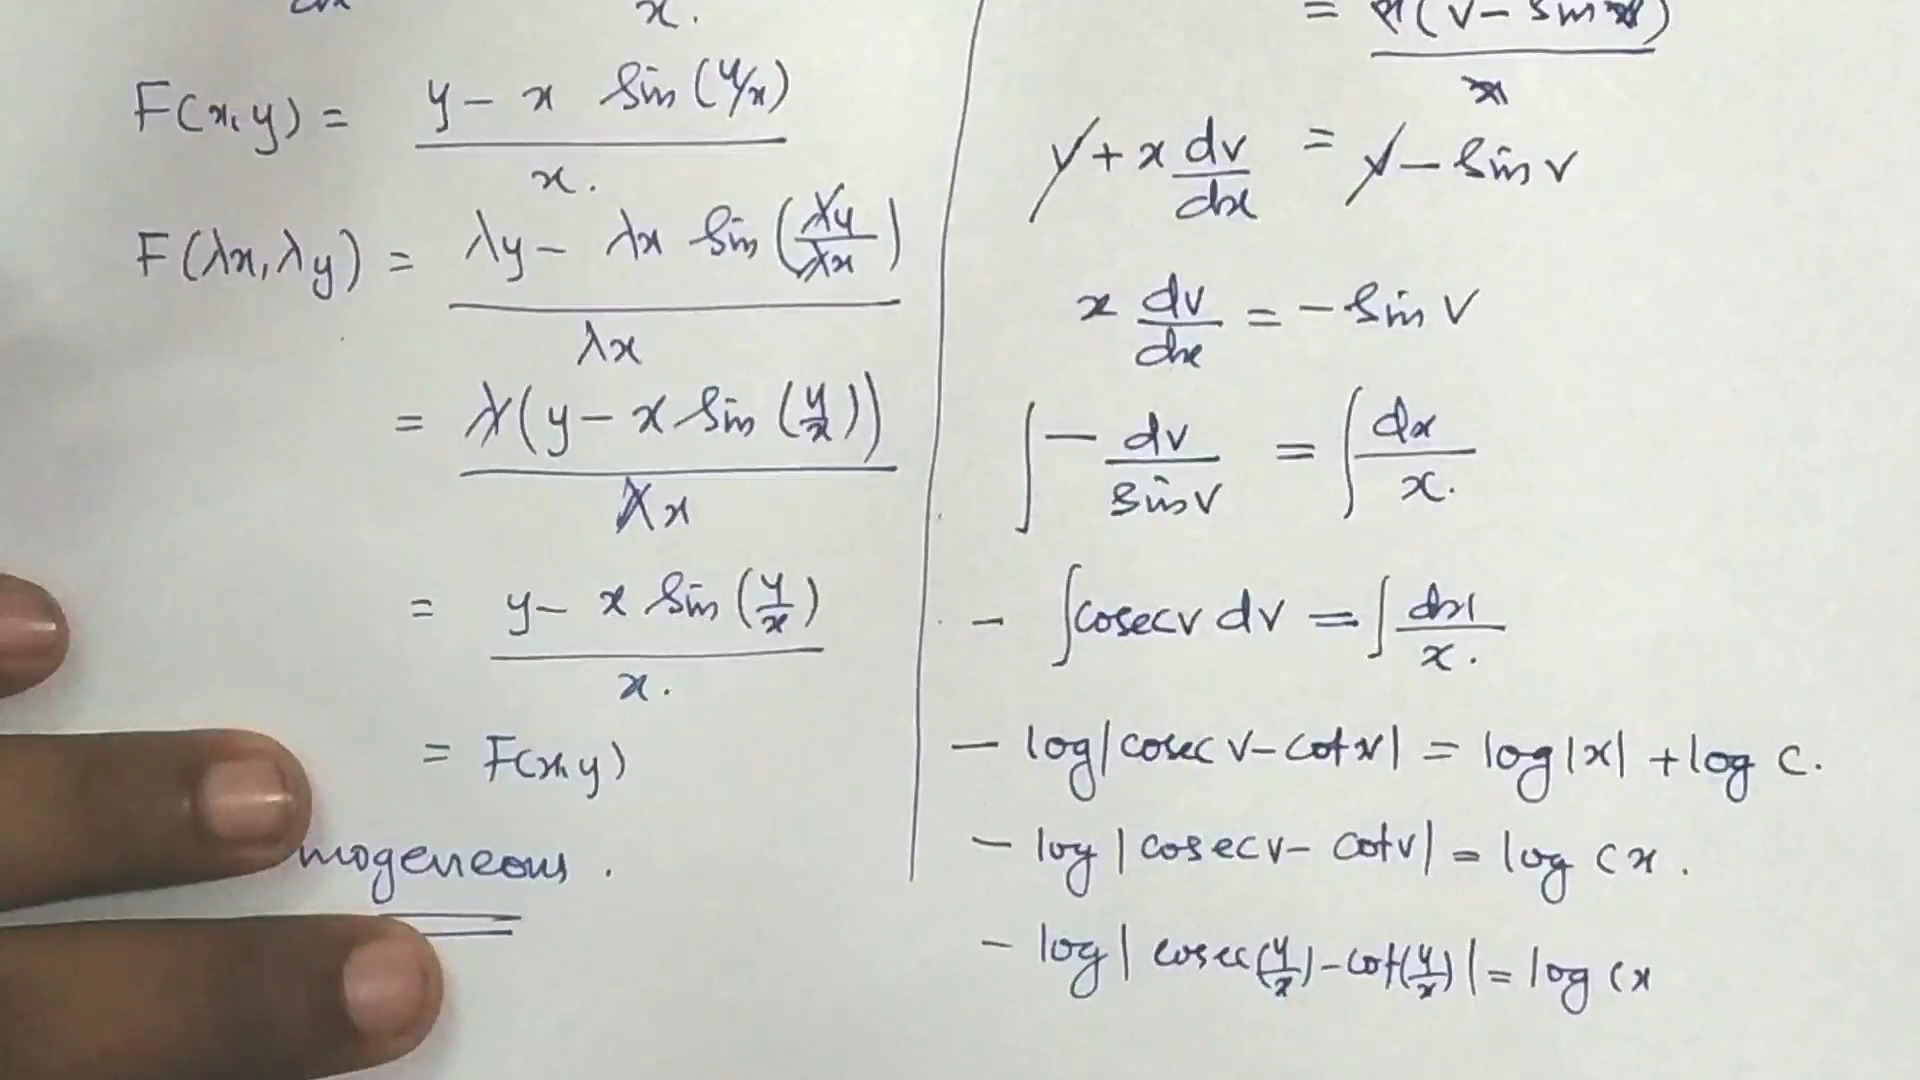 x.
F(x,y) = y - x sin(y/x) / x.
F(λx, λy) = λy - λx sin(λy/λx) / λx
= λ(y - x sin(y/x)) / λx
= y - x sin(y/x) / x.
= F(x,y)
mogeneous.
= x(v - sin v) / x
v + x dv/dx = v - sin v
x dv/dx = - sin v
∫ - dv/sin v = ∫ dx/x.
- ∫ cosec v dv = ∫ dx/x.
- log|cosec v - cot v| = log|x| + log c.
- log|cosec v - cot v| = log cx.
- log|cosec(y/x) - cot(y/x)| = log cx